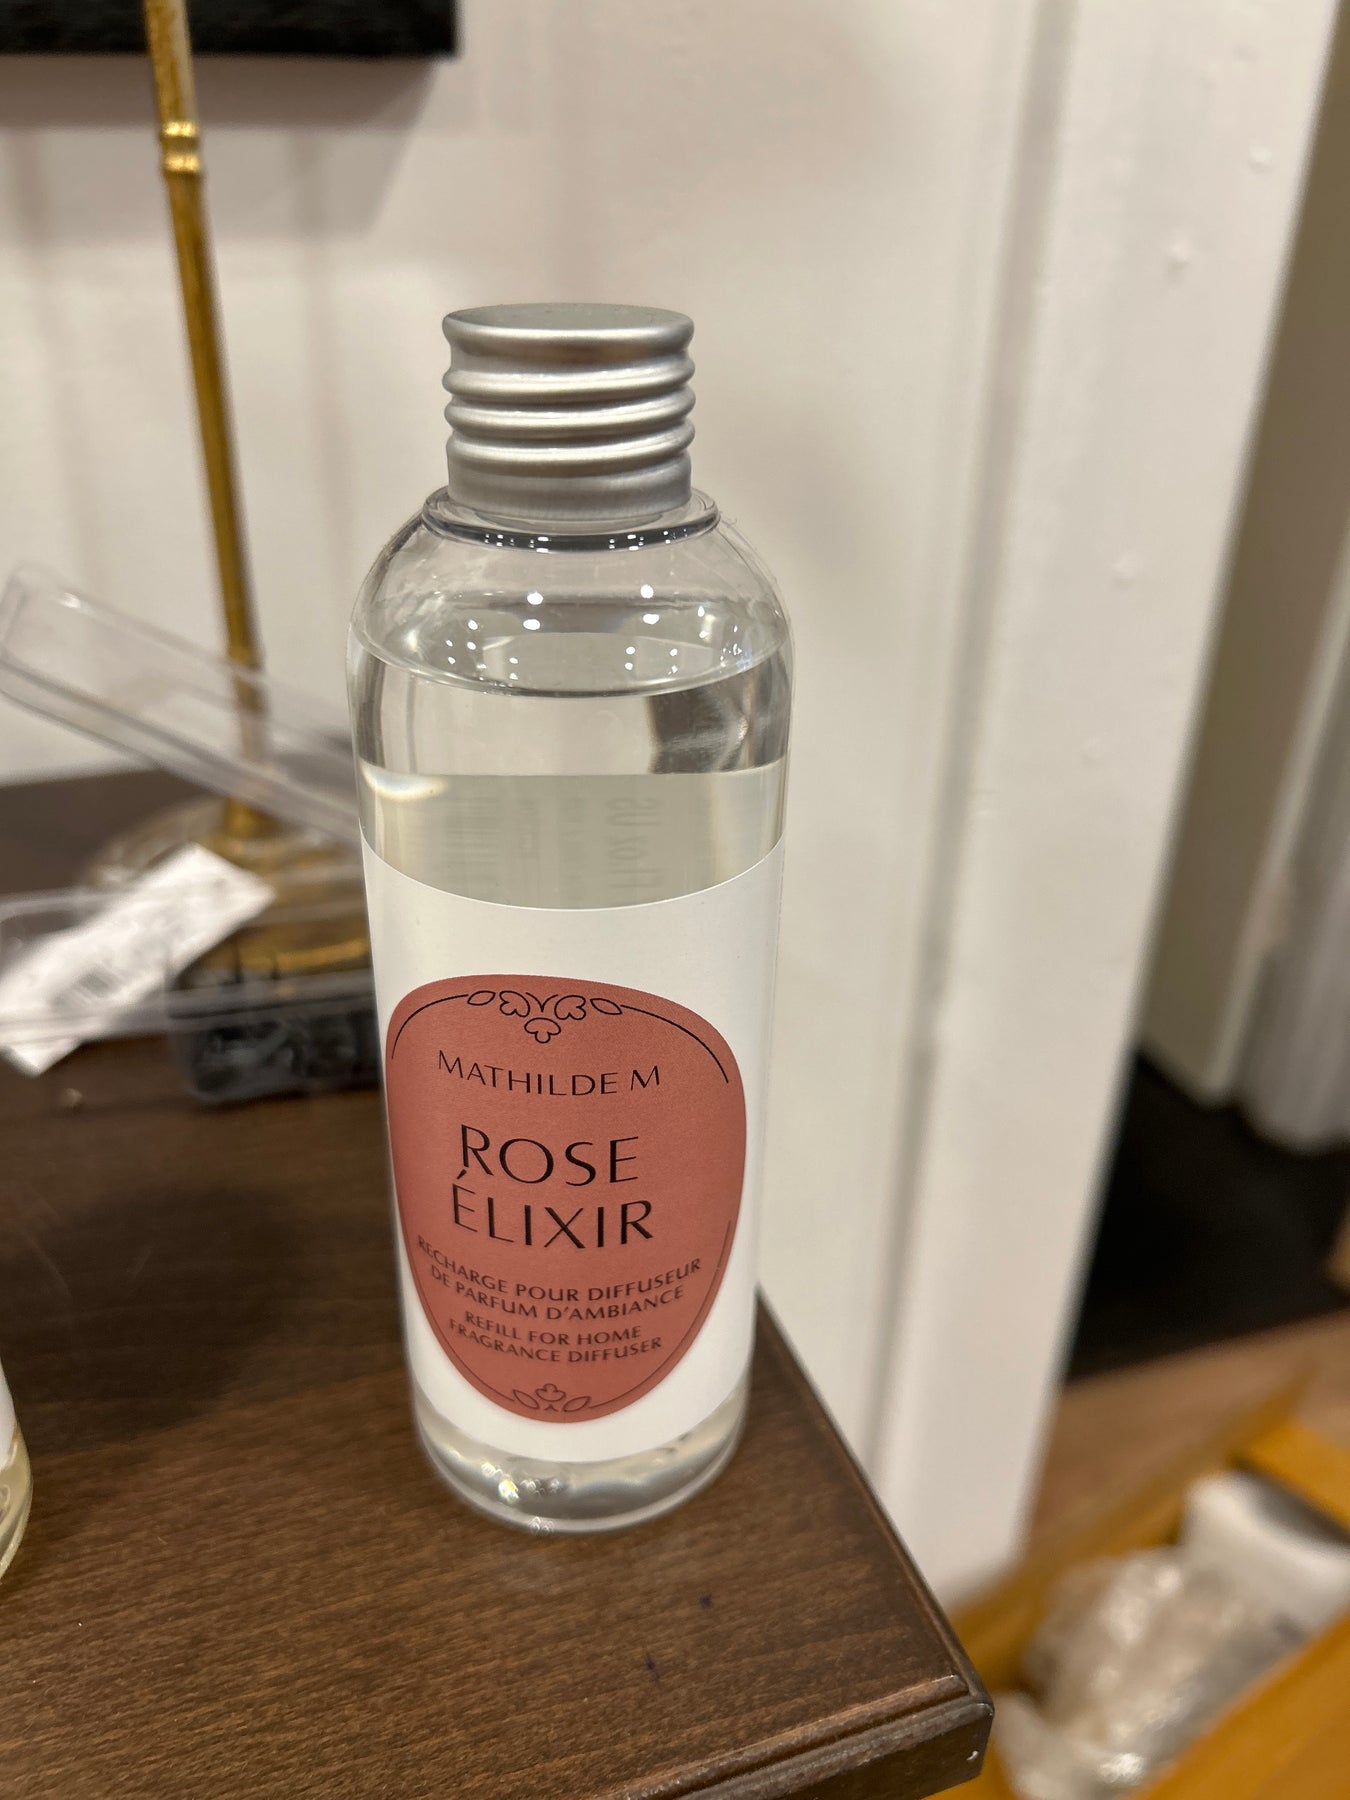 MATHILDE M
ROSE
ÉLIXIR
RECHARGE POUR DIFFUSEUR
DE PARFUM D'AMBIANCE
REFILL FOR HOME
FRAGRANCE DIFFUSER